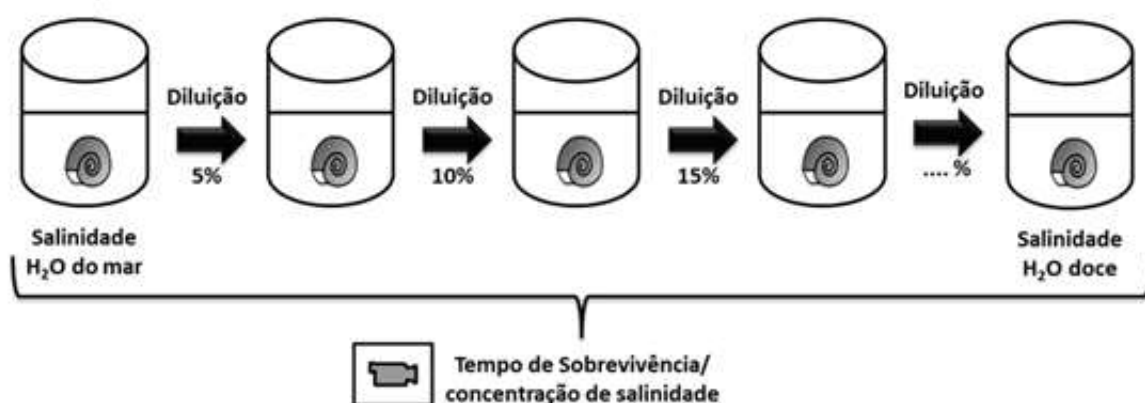 Diluição
5%
Diluição
10%
Diluição
15%
Diluição
.... %
Salinidade
H₂O do mar
Salinidade
H₂O doce
Tempo de Sobrevivência/
concentração de salinidade